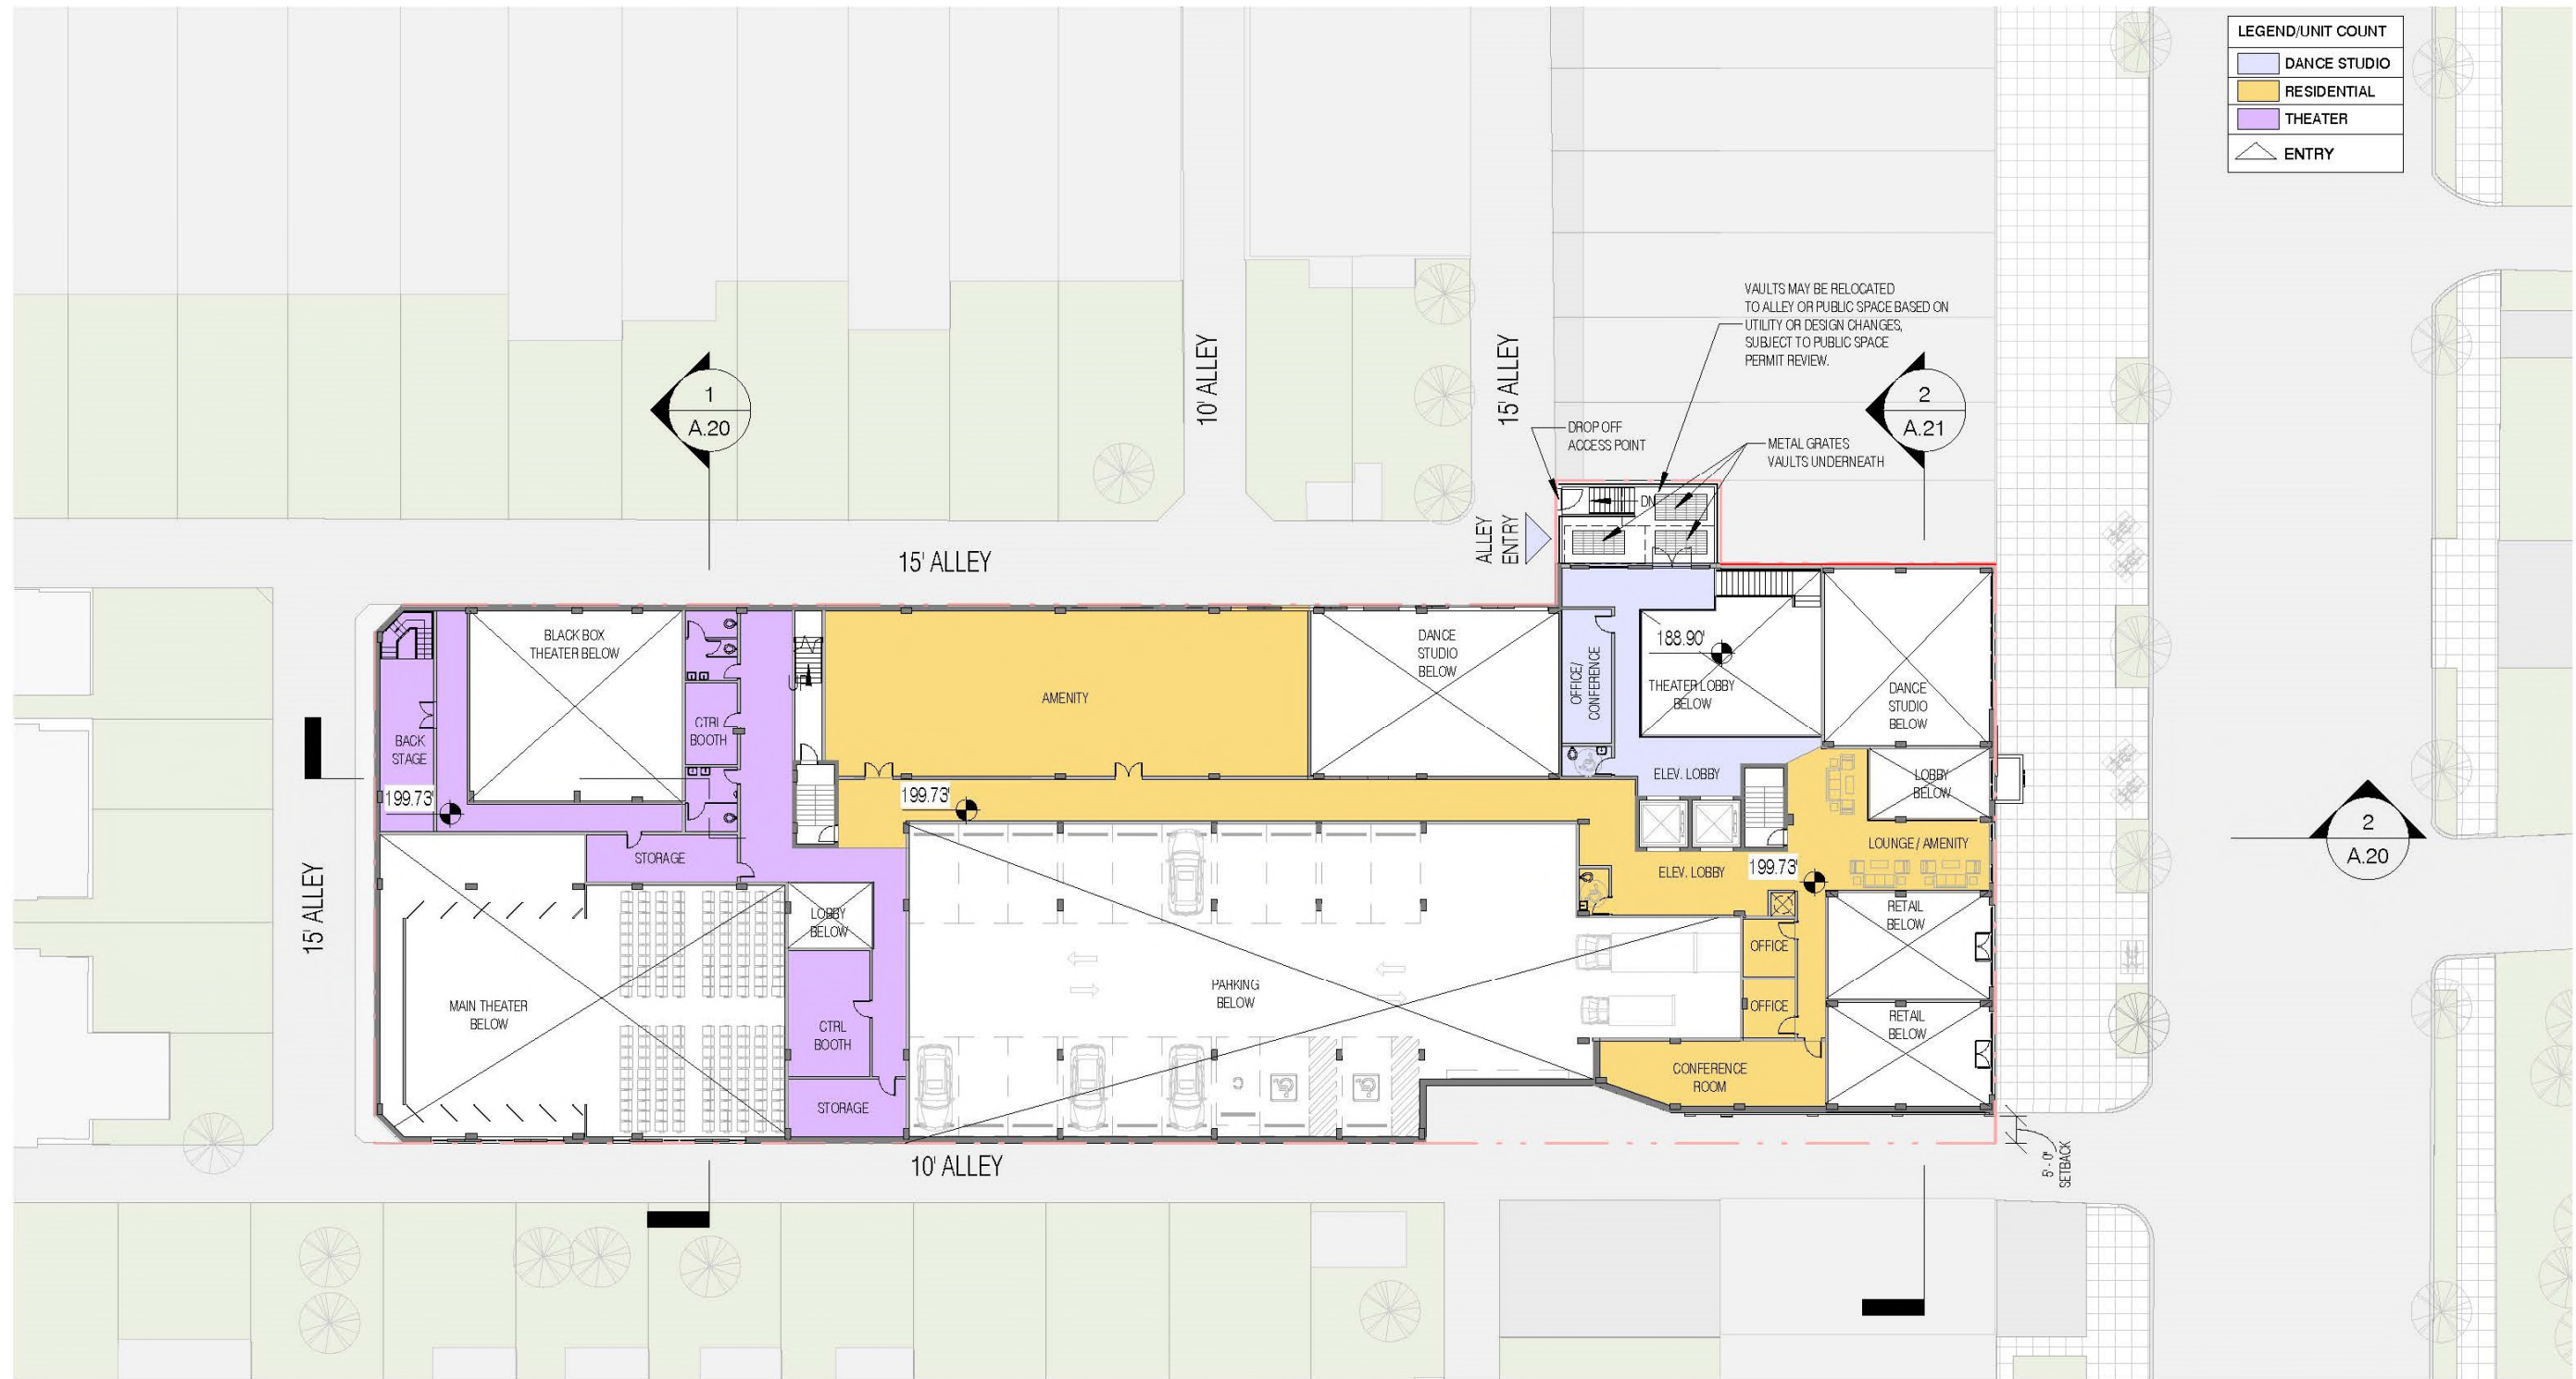 LEGEND/UNIT COUNT
DANCE STUDIO
RESIDENTIAL
THEATER
ENTRY
VAULTS MAY BE RELOCATED
TO ALLEY OR PUBLIC SPACE BASED ON
UTILITY OR DESIGN CHANGES,
SUBJECT TO PUBLIC SPACE
PERMIT REVIEW.
10' ALLEY
15' ALLEY
1
A.20
2
A.21
DROP OFF
ACCESS POINT
METAL GRATES
VAULTS UNDERNEATH
DN
ALLEY
ENTRY
15' ALLEY
BLACK BOX
THEATER BELOW
DANCE
STUDIO
BELOW
188.90'
OFFICE/
CONFERENCE
THEATER LOBBY
BELOW
DANCE
STUDIO
BELOW
AMENITY
CTRL
BOOTH
BACK
STAGE
ELEV. LOBBY
LOBBY
BELOW
199.73'
199.73'
2
A.20
STORAGE
LOUNGE / AMENITY
ELEV. LOBBY
199.73'
15' ALLEY
LOBBY
BELOW
RETAIL
BELOW
OFFICE
PARKING
BELOW
MAIN THEATER
BELOW
OFFICE
CTRL
BOOTH
RETAIL
BELOW
CONFERENCE
ROOM
STORAGE
10' ALLEY
5' - 0"
SETBACK